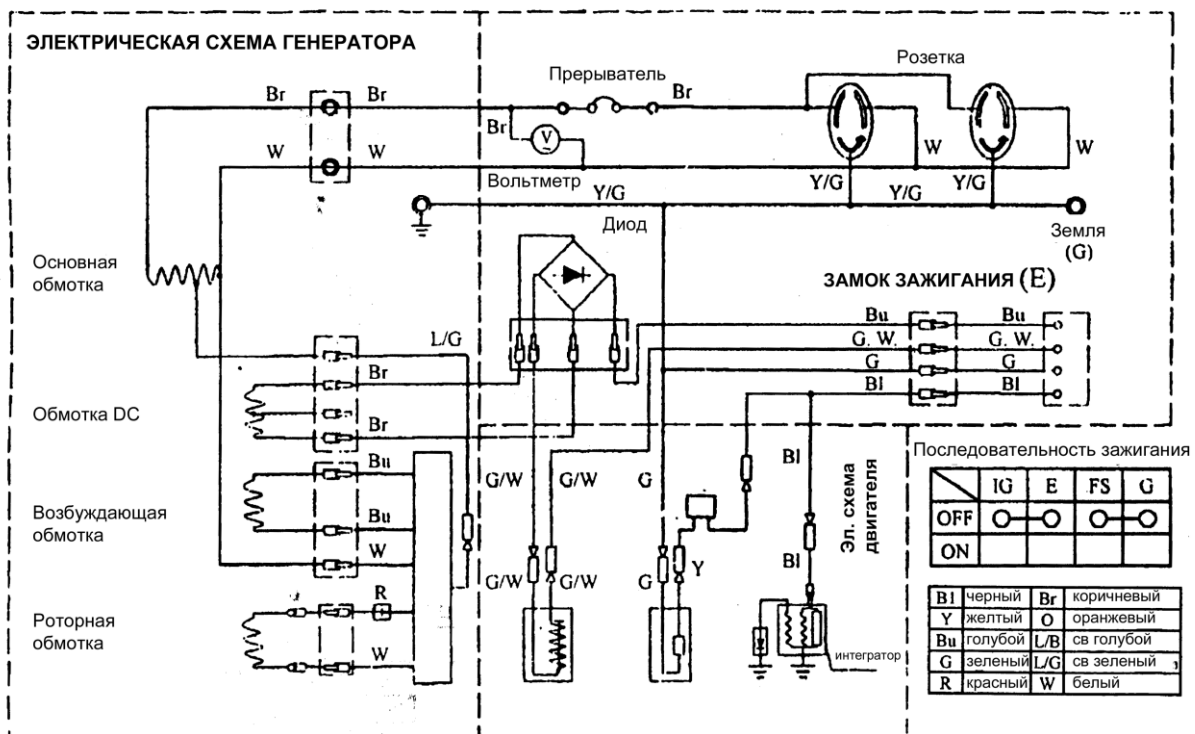 ЭЛЕКТРИЧЕСКАЯ СХЕМА ГЕНЕРАТОРА
Прерыватель
Розетка
Br
Br
Br
Br
V
W
W
W
W
Вольтметр
Y/G
Y/G
Y/G
Y/G
Диод
Земля
(G)
Основная
обмотка
ЗАМОК ЗАЖИГАНИЯ (E)
L/G
Bu
Bu
G. W.
G. W.
G
G
Bl
Bl
Br
Обмотка DC
Br
Последовательность зажигания
Bu
G/W
G/W
G
Bl
Эл. схема
двигателя
IG E FS G
OFF
ON
Возбуждающая
обмотка
Bu
W
G/W
G/W
G
Y
Bl
R
Роторная
обмотка
W
интегратор
Bl черный Br коричневый
Y желтый O оранжевый
Bu голубой L/B св голубой
G зеленый L/G св зеленый
R красный W белый